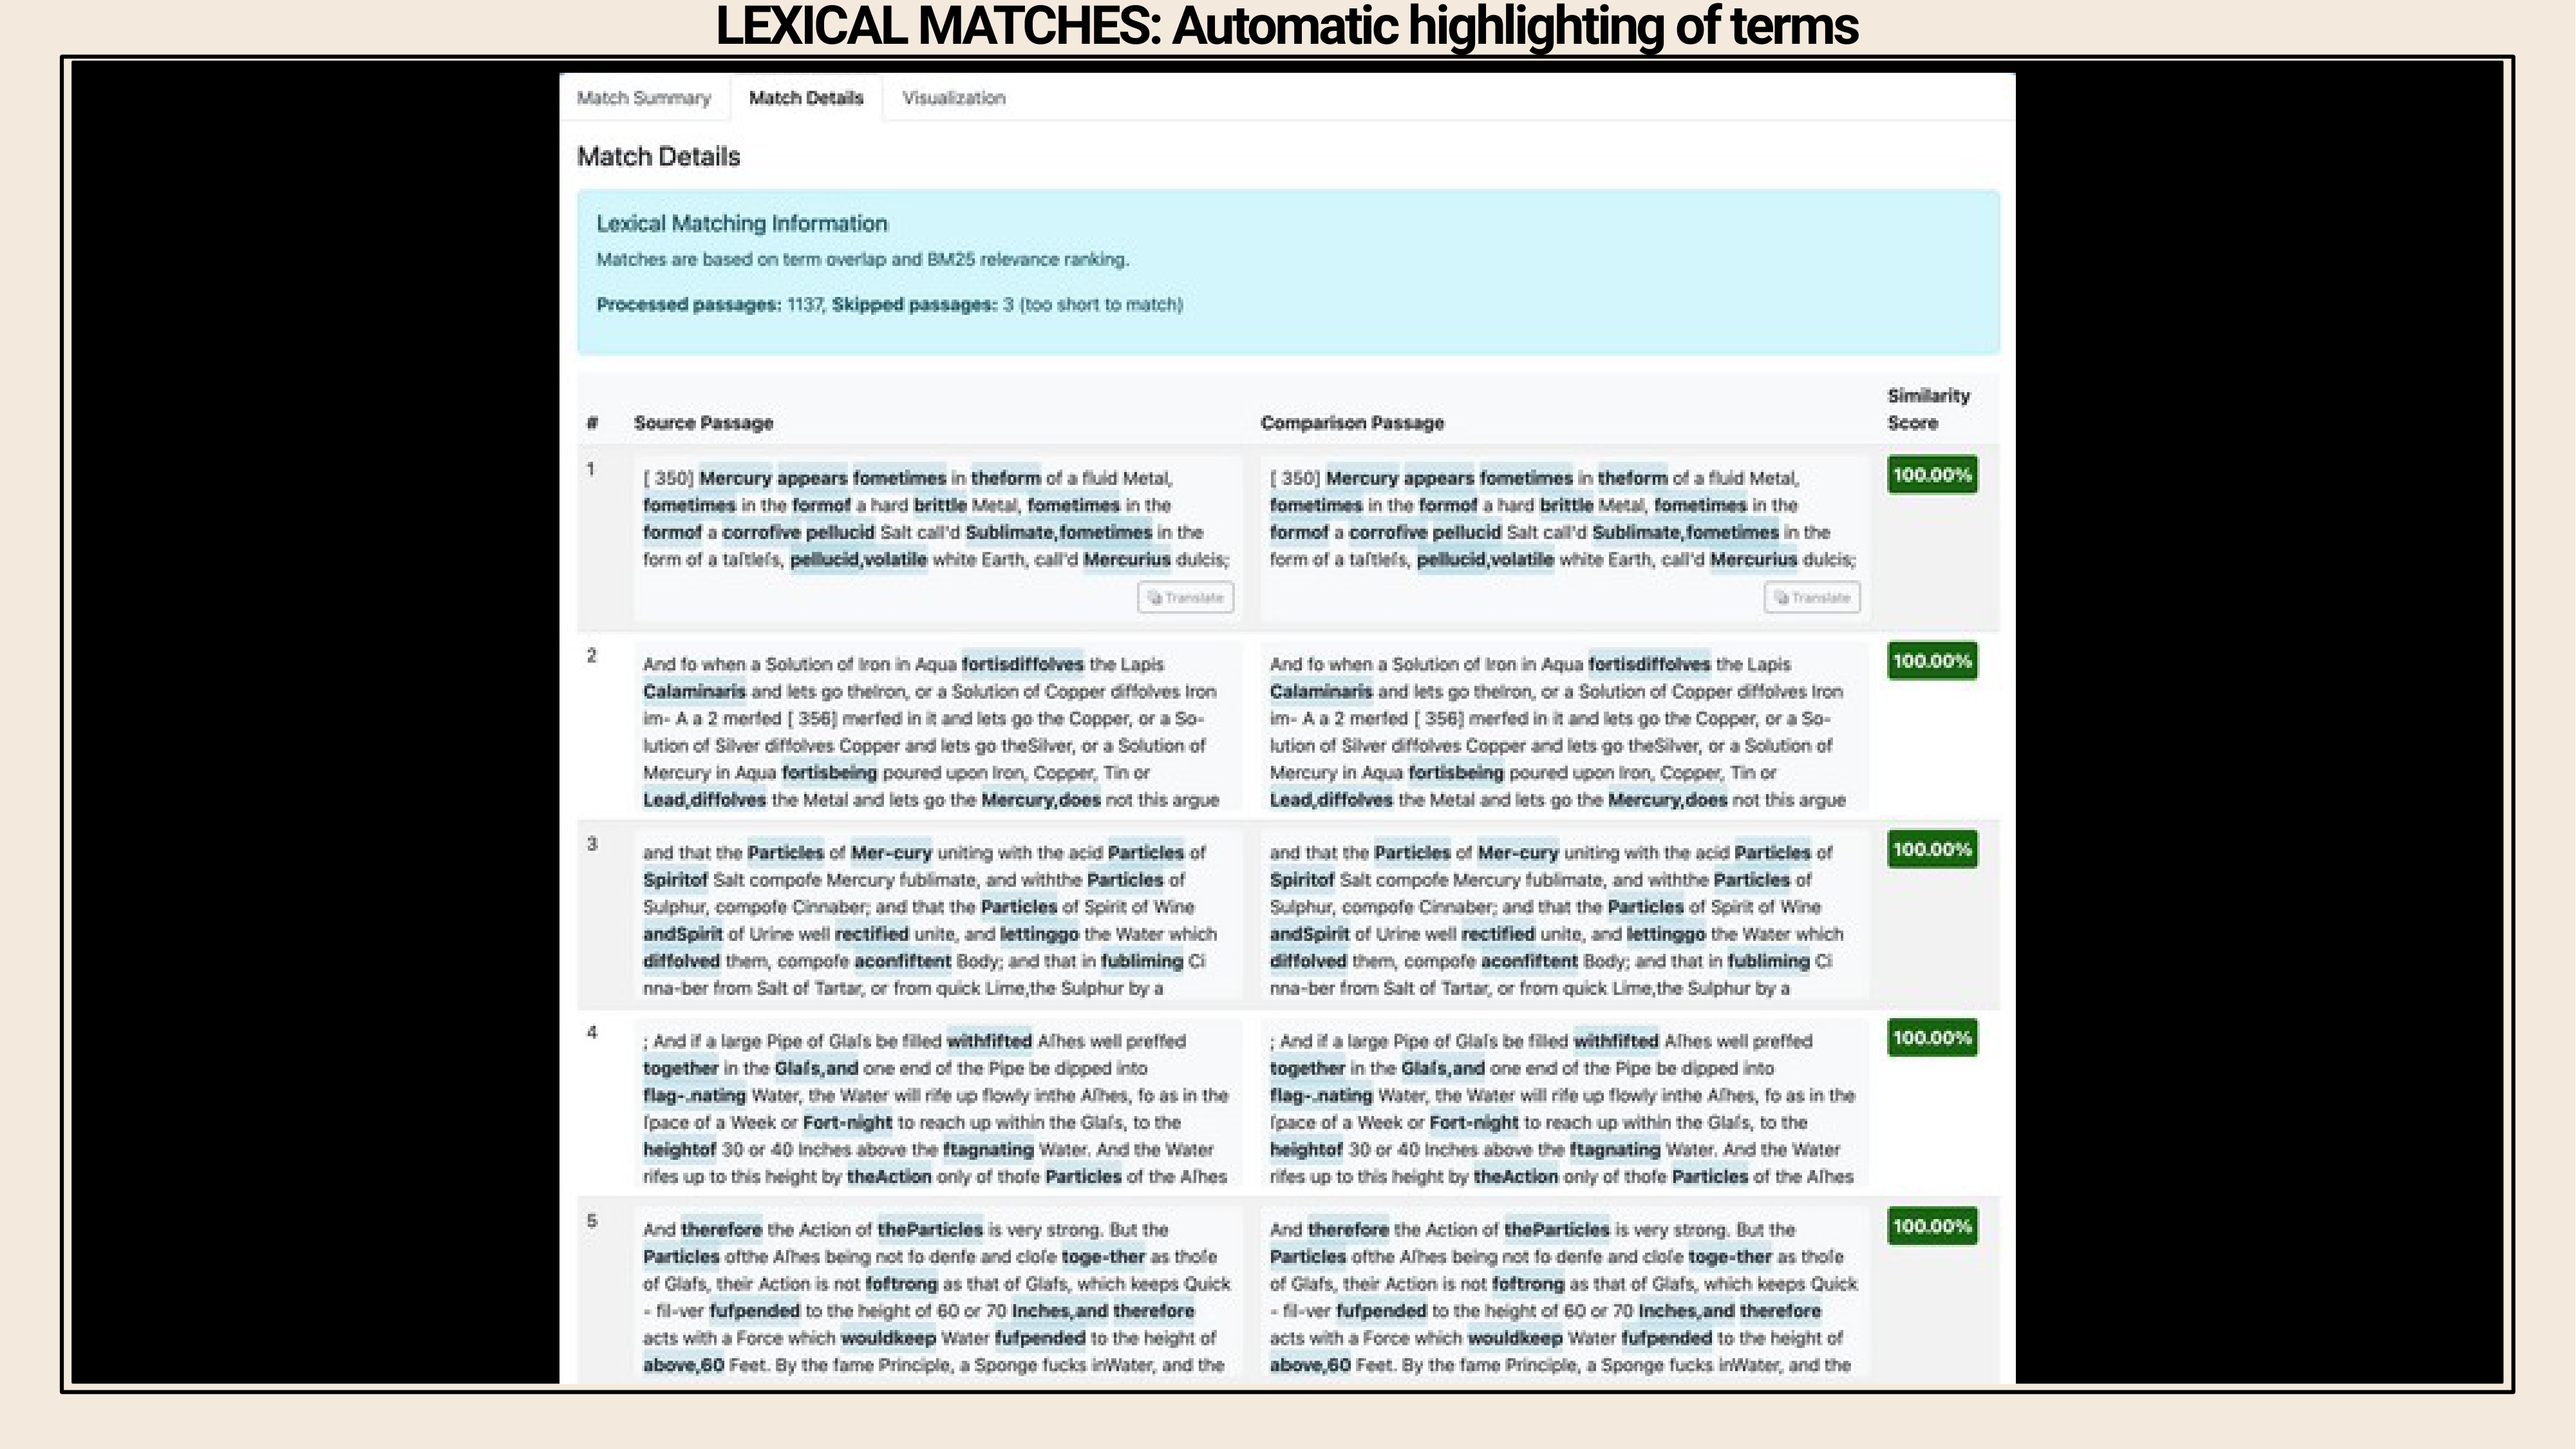 LEXICAL MATCHES: Automatic highlighting of terms
Match Summary
Match Details
Visualization
Match Details
Lexical Matching Information
Matches are based on term overlap and BM25 relevance ranking.
Processed passages: 1137, Skipped passages: 3 (too short to match)
#
Source Passage
Comparison Passage
Similarity
Score
1
[ 350] Mercury appears fometimes in theform of a fluid Metal,
fometimes in the formof a hard brittle Metal, fometimes in the
formof a corrofive pellucid Salt call'd Sublimate,fometimes in the
form of a taſtleſs, pellucid,volatile white Earth, call'd Mercurius dulcis;
Translate
[ 350] Mercury appears fometimes in theform of a fluid Metal,
fometimes in the formof a hard brittle Metal, fometimes in the
formof a corrofive pellucid Salt call'd Sublimate,fometimes in the
form of a taſtleſs, pellucid,volatile white Earth, call'd Mercurius dulcis;
Translate
100.00%
2
And fo when a Solution of Iron in Aqua fortisdiffolves the Lapis
Calaminaris and lets go theIron, or a Solution of Copper diffolves Iron
im- A a 2 merfed [ 356] merfed in it and lets go the Copper, or a So-
lution of Silver diffolves Copper and lets go theSilver, or a Solution of
Mercury in Aqua fortisbeing poured upon Iron, Copper, Tin or
Lead,diffolves the Metal and lets go the Mercury,does not this argue
And fo when a Solution of Iron in Aqua fortisdiffolves the Lapis
Calaminaris and lets go theIron, or a Solution of Copper diffolves Iron
im- A a 2 merfed [ 356] merfed in it and lets go the Copper, or a So-
lution of Silver diffolves Copper and lets go theSilver, or a Solution of
Mercury in Aqua fortisbeing poured upon Iron, Copper, Tin or
Lead,diffolves the Metal and lets go the Mercury,does not this argue
100.00%
3
and that the Particles of Mer-cury uniting with the acid Particles of
Spiritof Salt compofe Mercury fublimate, and withthe Particles of
Sulphur, compofe Cinnaber; and that the Particles of Spirit of Wine
andSpirit of Urine well rectified unite, and lettinggo the Water which
diffolved them, compofe aconfiftent Body; and that in fubliming Ci
nna-ber from Salt of Tartar, or from quick Lime,the Sulphur by a
and that the Particles of Mer-cury uniting with the acid Particles of
Spiritof Salt compofe Mercury fublimate, and withthe Particles of
Sulphur, compofe Cinnaber; and that the Particles of Spirit of Wine
andSpirit of Urine well rectified unite, and lettinggo the Water which
diffolved them, compofe aconfiftent Body; and that in fubliming Ci
nna-ber from Salt of Tartar, or from quick Lime,the Sulphur by a
100.00%
4
; And if a large Pipe of Glaſs be filled withfifted Aſhes well preffed
together in the Glaſs,and one end of the Pipe be dipped into
flag-.nating Water, the Water will rife up flowly inthe Aſhes, fo as in the
ſpace of a Week or Fort-night to reach up within the Glaſs, to the
heightof 30 or 40 Inches above the ftagnating Water. And the Water
rifes up to this height by theAction only of thofe Particles of the Aſhes
; And if a large Pipe of Glaſs be filled withfifted Aſhes well preffed
together in the Glaſs,and one end of the Pipe be dipped into
flag-.nating Water, the Water will rife up flowly inthe Aſhes, fo as in the
ſpace of a Week or Fort-night to reach up within the Glaſs, to the
heightof 30 or 40 Inches above the ftagnating Water. And the Water
rifes up to this height by theAction only of thofe Particles of the Aſhes
100.00%
5
And therefore the Action of theParticles is very strong. But the
Particles ofthe Aſhes being not fo denfe and cloſe toge-ther as thoſe
of Glafs, their Action is not foftrong as that of Glafs, which keeps Quick
- fil-ver fufpended to the height of 60 or 70 Inches,and therefore
acts with a Force which wouldkeep Water fufpended to the height of
above,60 Feet. By the fame Principle, a Sponge fucks inWater, and the
And therefore the Action of theParticles is very strong. But the
Particles ofthe Aſhes being not fo denfe and cloſe toge-ther as thoſe
of Glafs, their Action is not foftrong as that of Glafs, which keeps Quick
- fil-ver fufpended to the height of 60 or 70 Inches,and therefore
acts with a Force which wouldkeep Water fufpended to the height of
above,60 Feet. By the fame Principle, a Sponge fucks inWater, and the
100.00%